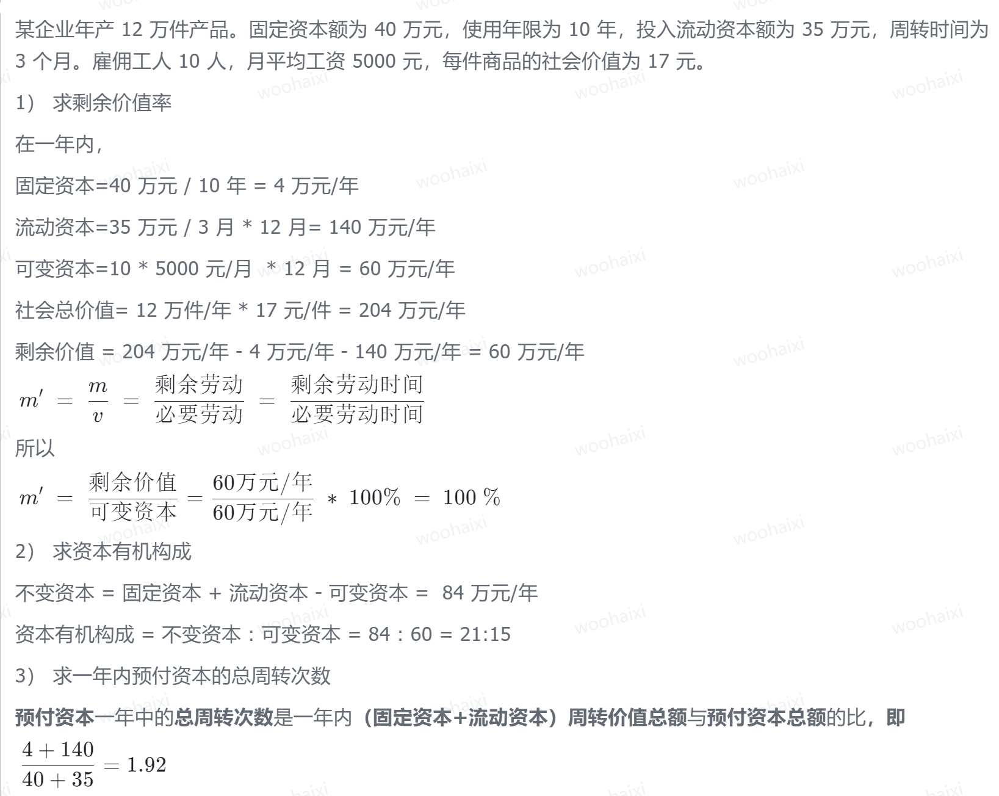 某企业年产 12 万件产品。固定资本额为 40 万元，使用年限为 10 年，投入流动资本额为 35 万元，周转时间为
3 个月。雇佣工人 10 人，月平均工资 5000 元，每件商品的社会价值为 17 元。
1） 求剩余价值率
在一年内，
固定资本=40 万元 / 10 年 = 4 万元/年
流动资本=35 万元 / 3 月 * 12 月= 140 万元/年
可变资本=10 * 5000 元/月 * 12 月 = 60 万元/年
社会总价值= 12 万件/年 * 17 元/件 = 204 万元/年
剩余价值 = 204 万元/年 - 4 万元/年 - 140 万元/年 = 60 万元/年
m′ = m/v = 剩余劳动/必要劳动 = 剩余劳动时间/必要劳动时间
所以
m′ = 剩余价值/可变资本 = 60万元/年/60万元/年 * 100% = 100 %
2） 求资本有机构成
不变资本 = 固定资本 + 流动资本 - 可变资本 = 84 万元/年
资本有机构成 = 不变资本 : 可变资本 = 84 : 60 = 21:15
3） 求一年内预付资本的总周转次数
预付资本一年中的总周转次数是一年内（固定资本+流动资本）周转价值总额与预付资本总额的比，即
4 + 140/40 + 35 = 1.92
woohaixi